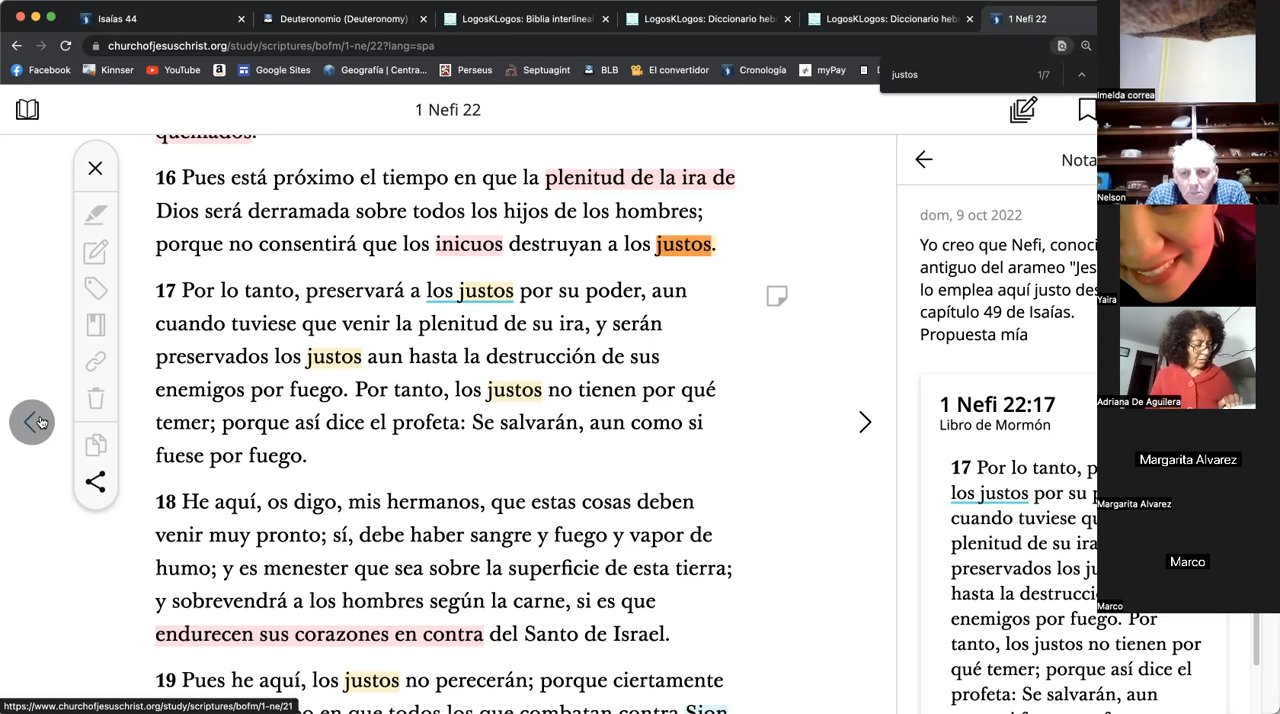 Isaías 44
Deuteronomio (Deuteronomy)
LogosKLogos: Biblia interlineal
LogosKLogos: Diccionario heb
LogosKLogos: Diccionario heb
1 Nefi 22
churchofjesuschrist.org/study/scriptures/bofm/1-ne/22?lang=spa
Facebook
Kinnser
YouTube
Google Sites
Geografía (Centra...
Perseus
Septuagint
BLB
El convertidor
Cronología
myPay
justos
1/7
1 Nefi 22
quemados.
16 Pues está próximo el tiempo en que la plenitud de la ira de
Dios será derramada sobre todos los hijos de los hombres;
porque no consentirá que los inicuos destruyan a los justos.
17 Por lo tanto, preservará a los justos por su poder, aun
cuando tuviese que venir la plenitud de su ira, y serán
preservados los justos aun hasta la destrucción de sus
enemigos por fuego. Por tanto, los justos no tienen por qué
temer; porque así dice el profeta: Se salvarán, aun como si
fuese por fuego.
18 He aquí, os digo, mis hermanos, que estas cosas deben
venir muy pronto; sí, debe haber sangre y fuego y vapor de
humo; y es menester que sea sobre la superficie de esta tierra;
y sobrevendrá a los hombres según la carne, si es que
endurecen sus corazones en contra del Santo de Israel.
19 Pues he aquí, los justos no perecerán; porque ciertamente
en que todos los que combatan contra Sion
https://www.churchofjesuschrist.org/study/scriptures/bofm/1-ne/21
Nota
dom, 9 oct 2022
Yo creo que Nefi, conoci
antiguo del arameo "Jes
lo emplea aquí justo des
capítulo 49 de Isaías.
Propuesta mía
1 Nefi 22:17
Libro de Mormón
17 Por lo tanto, p
los justos por su p
cuando tuviese qu
plenitud de su ira
preservados los ju
hasta la destrucci
enemigos por fuego. Por
tanto, los justos no tienen por
qué temer; porque así dice el
profeta: Se salvarán, aun
Imelda correa
Nelson
Yaira
Adriana De Aguilera
Margarita Alvarez
Margarita Alvarez
Marco
Marco